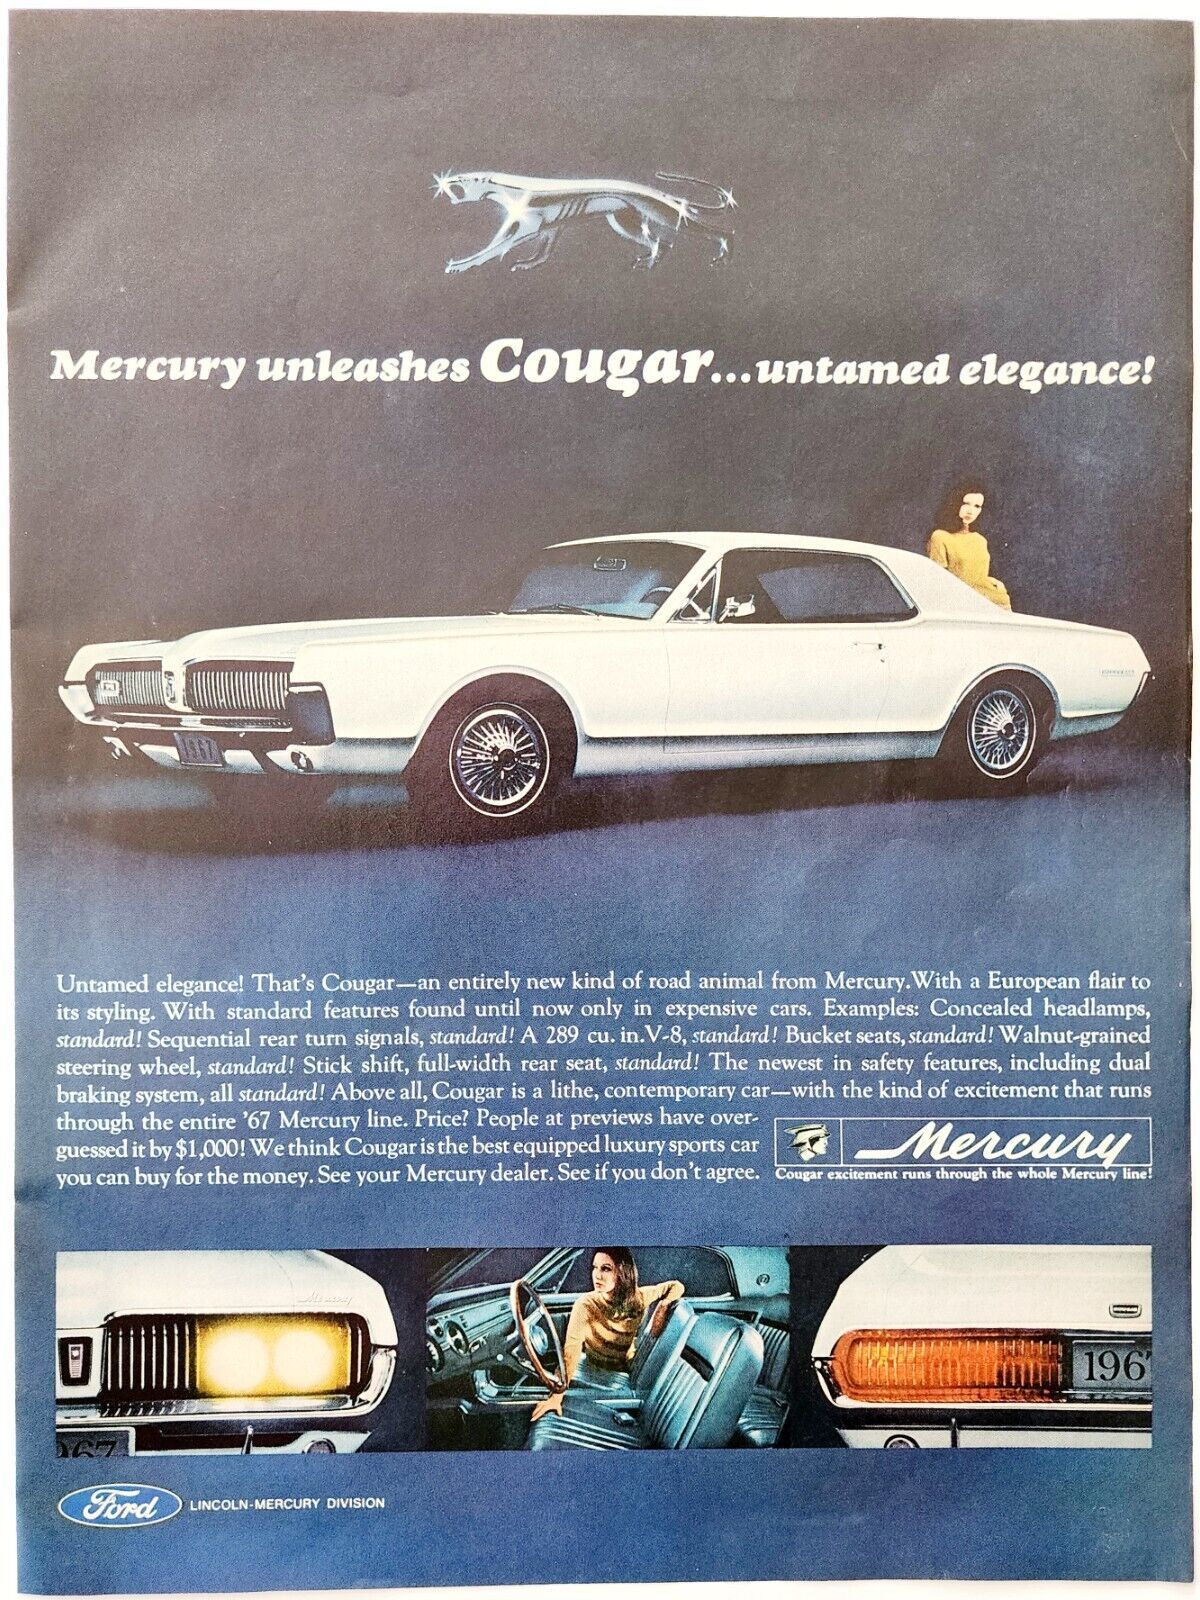 Mercury unleashes Cougar...untamed elegance!
1967
Untamed elegance! That's Cougar—an entirely new kind of road animal from Mercury. With a European flair to
its styling. With standard features found until now only in expensive cars. Examples: Concealed headlamps,
standard! Sequential rear turn signals, standard! A 289 cu. in. V-8, standard! Bucket seats, standard! Walnut-grained
steering wheel, standard! Stick shift, full-width rear seat, standard! The newest in safety features, including dual
braking system, all standard! Above all, Cougar is a lithe, contemporary car—with the kind of excitement that runs
through the entire '67 Mercury line. Price? People at previews have over-
guessed it by $1,000! We think Cougar is the best equipped luxury sports car
you can buy for the money. See your Mercury dealer. See if you don't agree.
Mercury
Cougar excitement runs through the whole Mercury line!
Mercury
967
1967
Ford
LINCOLN-MERCURY DIVISION